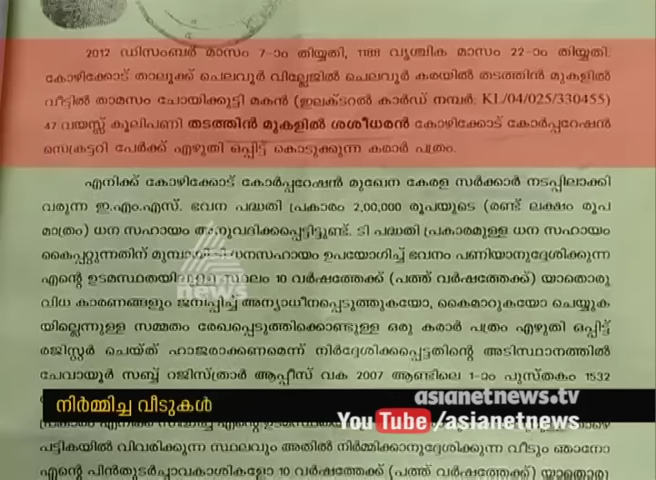 2012 ഡിസംബർ മാസം 7-ാം തിയ്യതി, 1188 വൃശ്ചിക മാസം 22-ാം തിയ്യതി.
കോഴിക്കോട് താലൂക്ക് ചെലവൂർ വില്ലേജിൽ ചെലവൂർ കരയിൽ തടത്തിൻ മുകളിൽ
വീട്ടിൽ താമസം ചോയിക്കുട്ടി മകൻ (ഇലക്ടറൽ കാർഡ് നമ്പർ: KL/04/025/330455)
47 വയസ്സ് കൂലിപണി തടത്തിൻ മുകളിൽ ശശീധരൻ കോഴിക്കോട് കോർപ്പറേഷൻ
സെക്രട്ടറി പേർക്ക് എഴുതി ഒപ്പിട്ട് കൊടുക്കുന്ന കരാർ പത്രം.
എനിക്ക് കോഴിക്കോട് കോർപ്പറേഷൻ മുഖേന കേരള സർക്കാർ നടപ്പിലാക്കി
വരുന്ന ഇ.എം.എസ്. ഭവന പദ്ധതി പ്രകാരം 2,00,000 രൂപയുടെ (രണ്ട് ലക്ഷം രൂപ
മാത്രം) ധന സഹായം അനുവദിക്കപ്പെട്ടിട്ടുണ്ട്. ടി പദ്ധതി പ്രകാരമുള്ള ധന സഹായം
കൈപ്പറ്റുന്നതിന് ധനസഹായം ഉപയോഗിച്ച് ഭവനം പണിയാനുദ്ദേശിക്കുന്ന
എന്റെ സ്ഥലം 10 വർഷത്തേക്ക് (പത്ത് വർഷത്തേക്ക്) യാതൊരു
വിധ കാരണങ്ങളും ജനിപ്പിച്ച് അന്യാധീനപ്പെടുത്തുകയോ, കൈമാറുകയോ ചെയ്യുക
യില്ലെന്നുള്ള സമ്മതം രേഖപ്പെടുത്തിക്കൊണ്ടുള്ള ഒരു കരാർ പത്രം എഴുതി ഒപ്പിട്ട്
രജിസ്റ്റർ ചെയ്ത് ഹാജരാക്കണമെന്ന് നിർദ്ദേശിക്കപ്പെട്ടതിന്റെ അടിസ്ഥാനത്തിൽ
ചേവായൂർ സബ്ബ് റജിസ്ത്രാർ ആപ്പീസ് വക 2007 ആണ്ടിലെ 1-ാം പുസ്തകം 1532
news
നിർമ്മിച്ച വീടുകൾ
asianetnews.tv
YouTube /asianetnews
പട്ടികയിൽ വിവരിക്കുന്ന സ്ഥലവും അതിൽ നിർമ്മിക്കാനുദ്ദേശിക്കുന്ന വീടും ഞാനോ
എന്റെ പിൻതുടർച്ചാവകാശികളോ 10 വർഷത്തേക്ക് (പത്ത് വർഷത്തേക്ക്) യാതൊരു